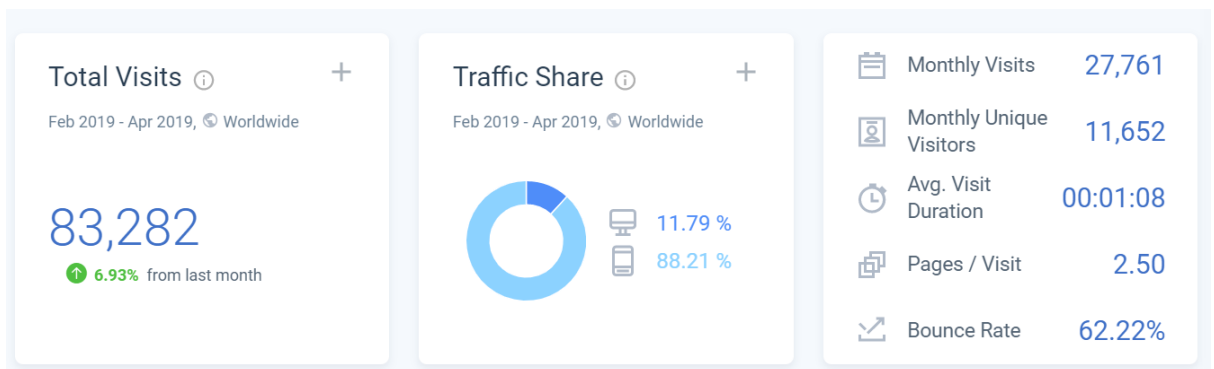 Total Visits
Feb 2019 - Apr 2019, Worldwide
83,282
6.93% from last month
Traffic Share
Feb 2019 - Apr 2019, Worldwide
11.79 %
88.21 %
Monthly Visits 27,761
Monthly Unique
Visitors 11,652
Avg. Visit
Duration 00:01:08
Pages / Visit 2.50
Bounce Rate 62.22%